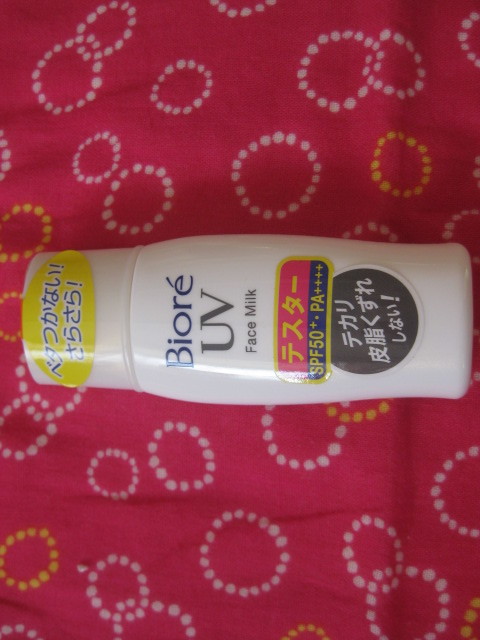 ベタつかない!
さらさら!
Bioré
UV
Face Milk
テスター
SPF50+・PA++++
テカリ
皮脂くずれ
しない!